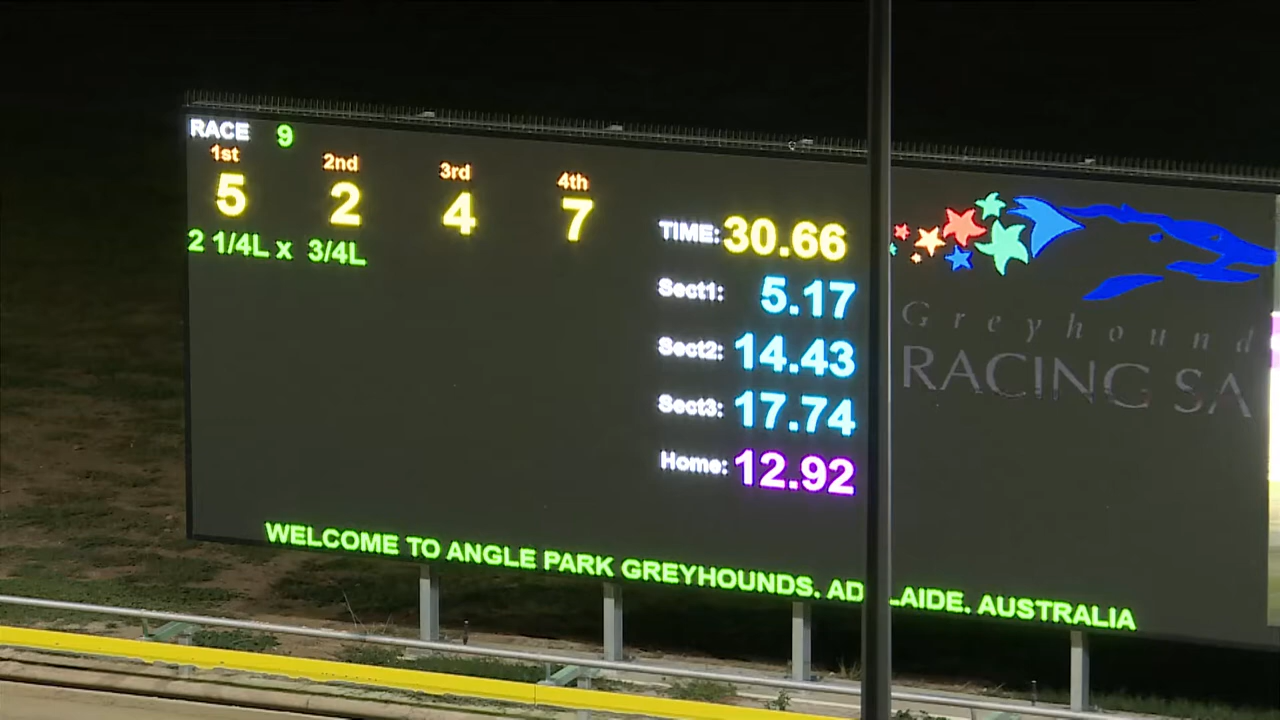 RACE 9
1st 2nd 3rd 4th
5 2 4 7
2 1/4L x 3/4L
TIME: 30.66
Sect1: 5.17
Sect2: 14.43
Sect3: 17.74
Home: 12.92
Greyhound
RACING SA
WELCOME TO ANGLE PARK GREYHOUNDS, ADELAIDE, AUSTRALIA